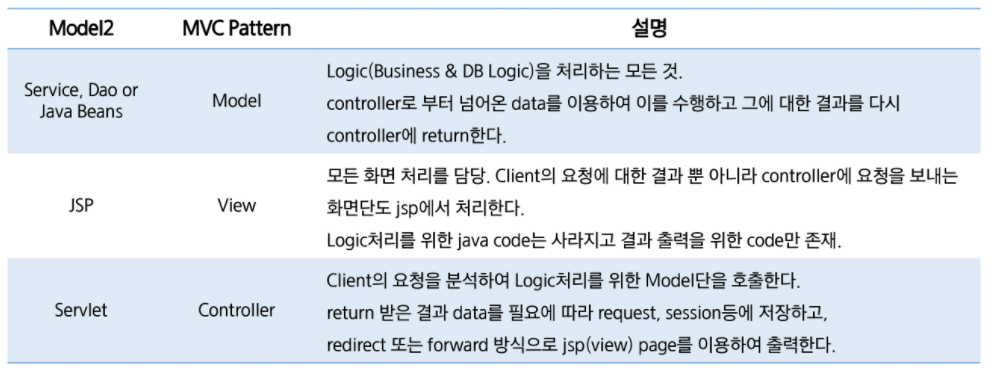 Model2 MVC Pattern 설명
Service, Dao or
Java Beans
Model
Logic(Business & DB Logic)을 처리하는 모든 것.
controller로 부터 넘어온 data를 이용하여 이를 수행하고 그에 대한 결과를 다시
controller에 return한다.
JSP
View
모든 화면 처리를 담당. Client의 요청에 대한 결과 뿐 아니라 controller에 요청을 보내는
화면단도 jsp에서 처리한다.
Logic처리를 위한 java code는 사라지고 결과 출력을 위한 code만 존재.
Servlet
Controller
Client의 요청을 분석하여 Logic처리를 위한 Model단을 호출한다.
return 받은 결과 data를 필요에 따라 request, session등에 저장하고,
redirect 또는 forward 방식으로 jsp(view) page를 이용하여 출력한다.